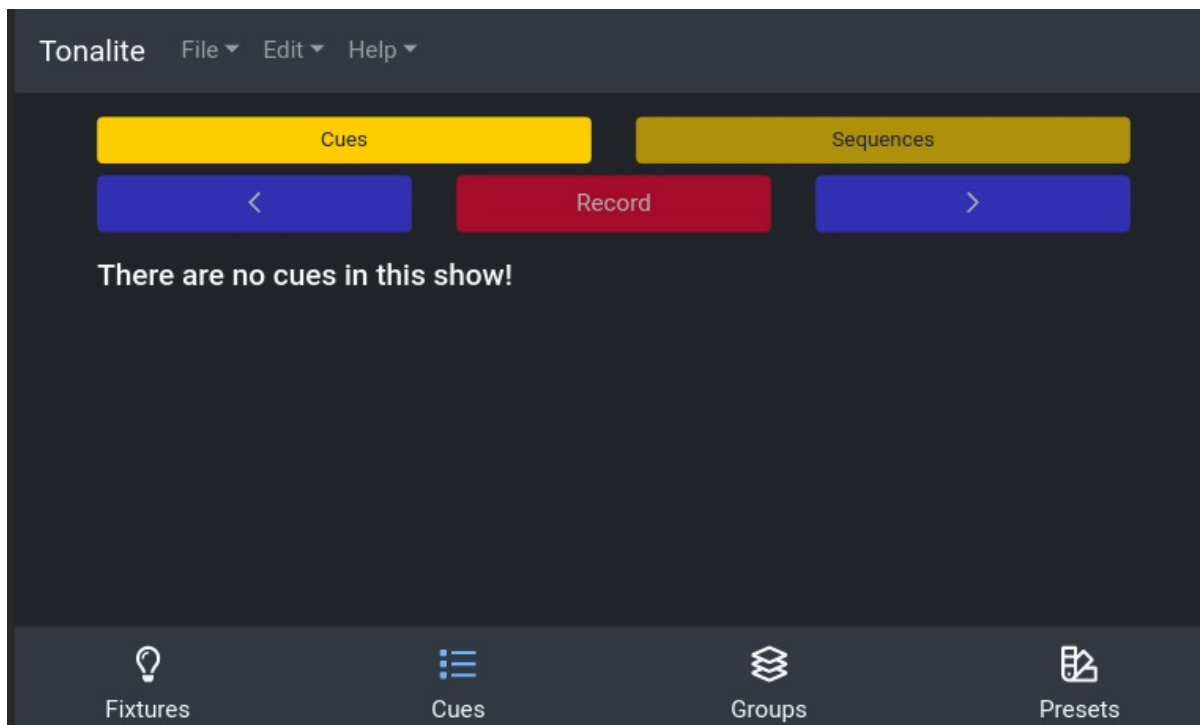 Tonalite File Edit Help
Cues Sequences
< Record >
There are no cues in this show!
Fixtures Cues Groups Presets